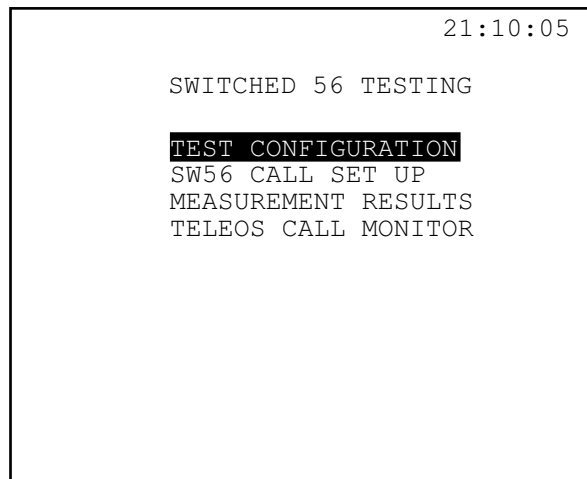 21:10:05
SWITCHED 56 TESTING
TEST CONFIGURATION
SW56 CALL SET UP
MEASUREMENT RESULTS
TELEOS CALL MONITOR